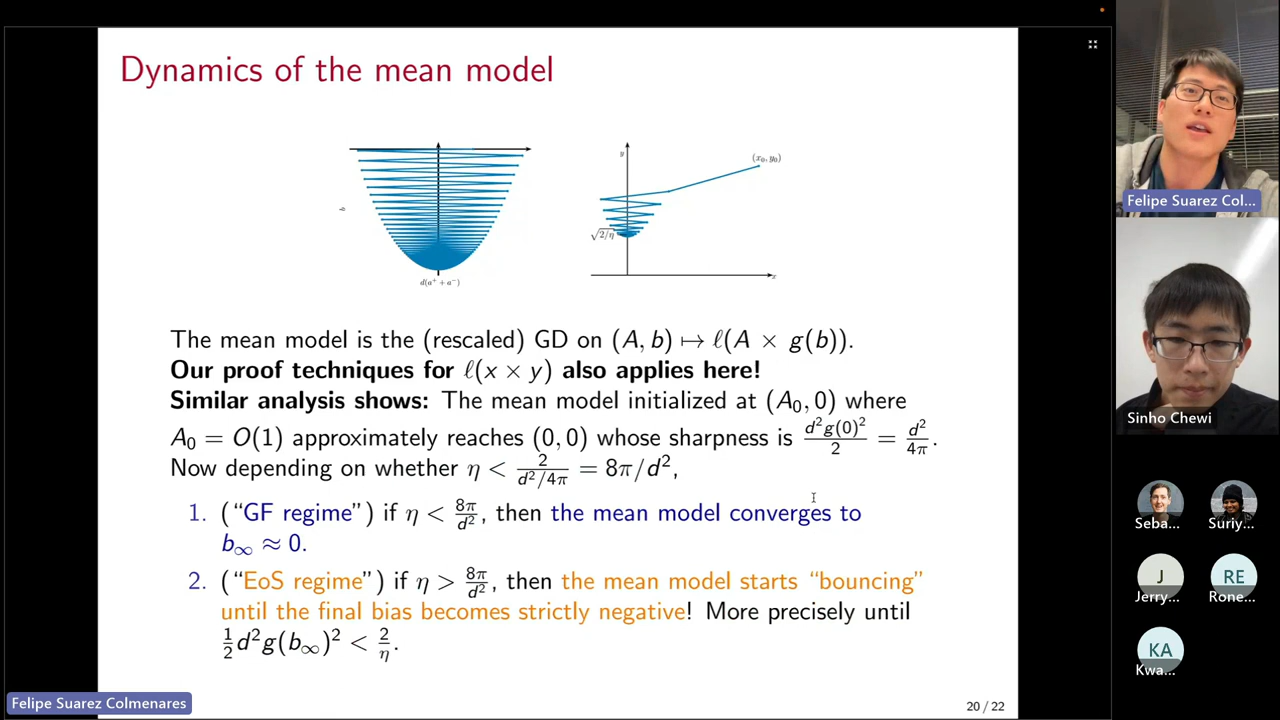 Dynamics of the mean model
b
d(a⁺ + a⁻)
y
(x₀, y₀)
√2/η
x
The mean model is the (rescaled) GD on (A, b) ↦ ℓ(A × g(b)).
Our proof techniques for ℓ(x × y) also applies here!
Similar analysis shows: The mean model initialized at (A₀, 0) where
A₀ = O(1) approximately reaches (0, 0) whose sharpness is d²g(0)²/2 = d²/4π.
Now depending on whether η < 2/(d²/4π) = 8π/d²,
1. ("GF regime") if η < 8π/d², then the mean model converges to
b∞ ≈ 0.
2. ("EoS regime") if η > 8π/d², then the mean model starts "bouncing"
until the final bias becomes strictly negative! More precisely until
½d²g(b∞)² < 2/η.
20 / 22
Felipe Suarez Colmenares
Felipe Suarez Col...
Sinho Chewi
Seba...
Suriy...
J
Jerry...
RE
Rone...
KA
Kwa...